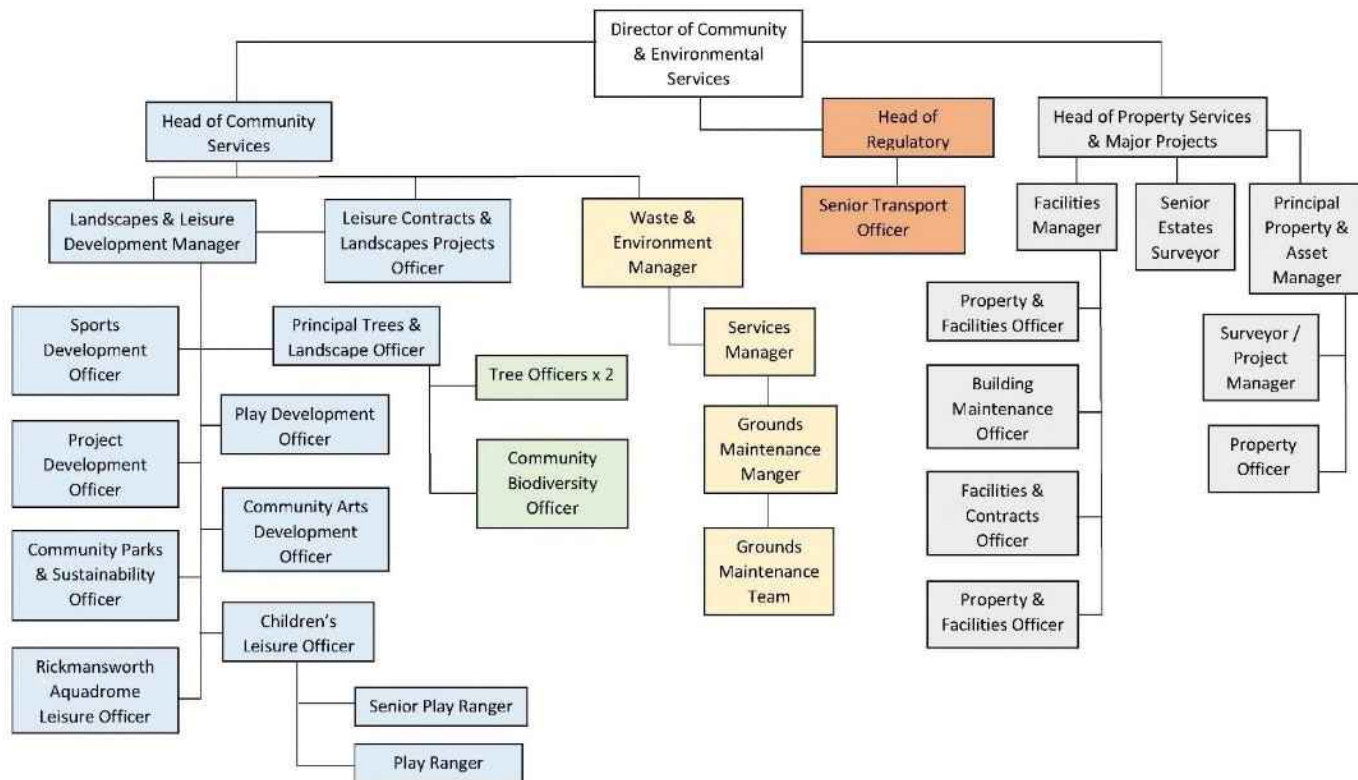 Director of Community
& Environmental
Services
Head of Community
Services
Head of
Regulatory
Head of Property Services
& Major Projects
Landscapes & Leisure
Development Manager
Leisure Contracts &
Landscapes Projects
Officer
Waste &
Environment
Manager
Senior Transport
Officer
Facilities
Manager
Senior
Estates
Surveyor
Principal
Property &
Asset
Manager
Sports
Development
Officer
Principal Trees &
Landscape Officer
Tree Officers x 2
Services
Manager
Property &
Facilities Officer
Surveyor /
Project
Manager
Project
Development
Officer
Play Development
Officer
Community
Biodiversity
Officer
Grounds
Maintenance
Manger
Building
Maintenance
Officer
Property
Officer
Community Parks
& Sustainability
Officer
Community Arts
Development
Officer
Grounds
Maintenance
Team
Facilities &
Contracts
Officer
Children’s
Leisure Officer
Property &
Facilities Officer
Rickmansworth
Aquadrome
Leisure Officer
Senior Play Ranger
Play Ranger